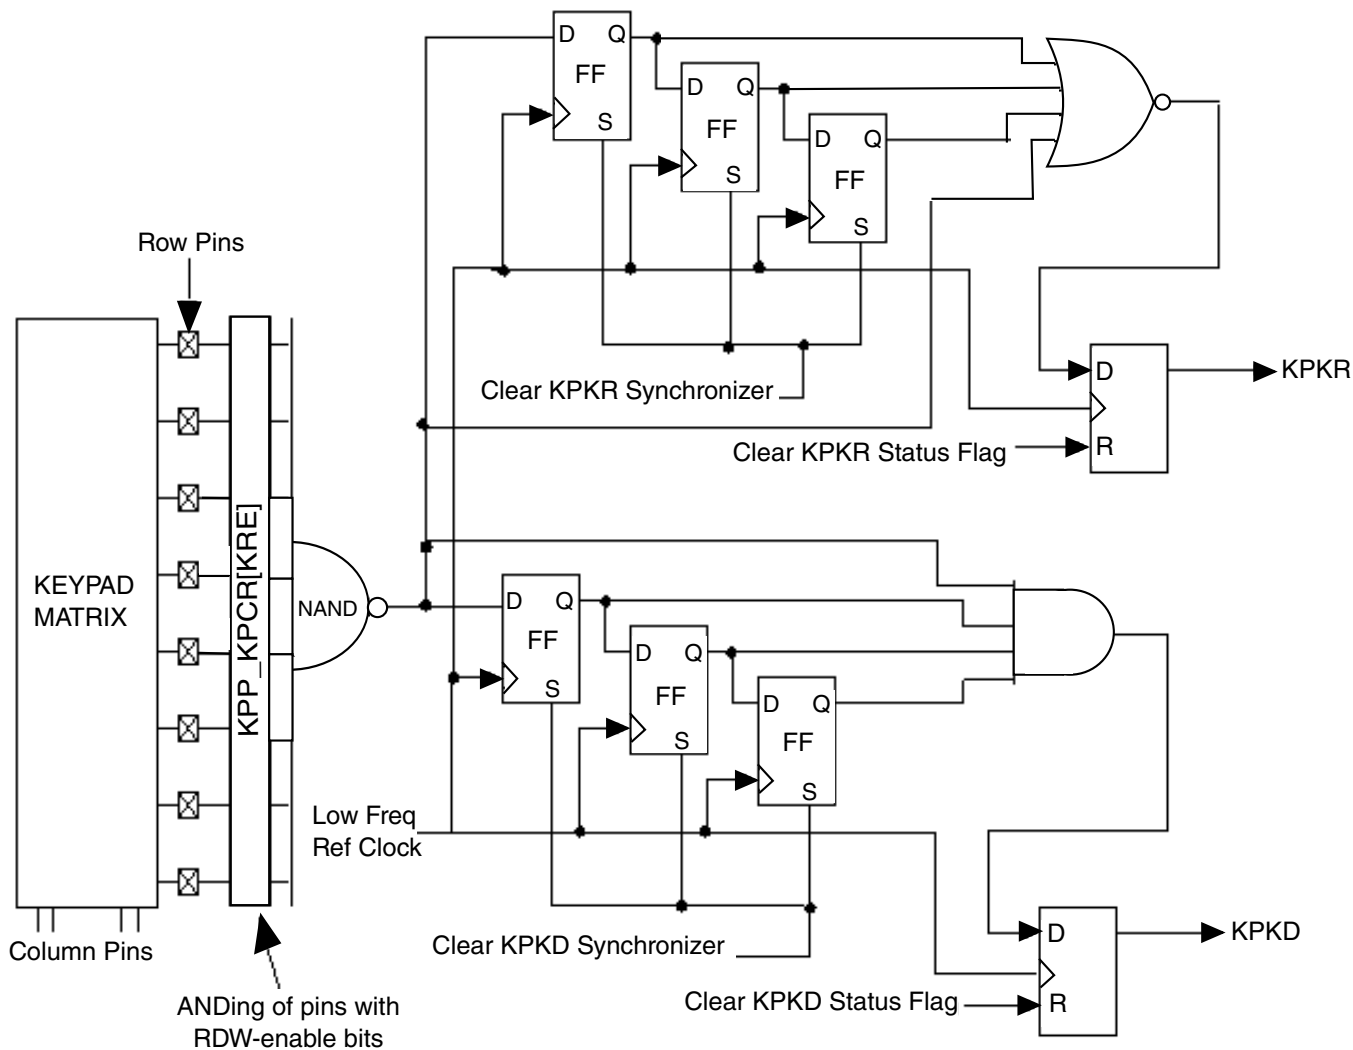 D Q
FF
S
D Q
FF
S
D Q
FF
S
Row Pins
Clear KPKR Synchronizer
D
R
KPKR
Clear KPKR Status Flag
KEYPAD
MATRIX
KPP_KPCR[KRE]
NAND
D Q
FF
S
D Q
FF
S
D Q
FF
S
Low Freq
Ref Clock
Column Pins
Clear KPKD Synchronizer
D
R
KPKD
Clear KPKD Status Flag
ANDing of pins with
RDW-enable bits